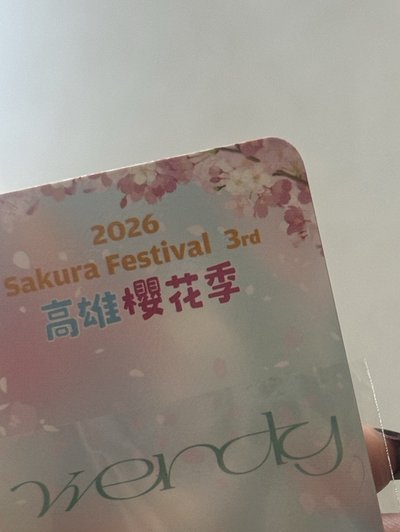 2026
Sakura Festival 3rd
高雄櫻花季
wendy